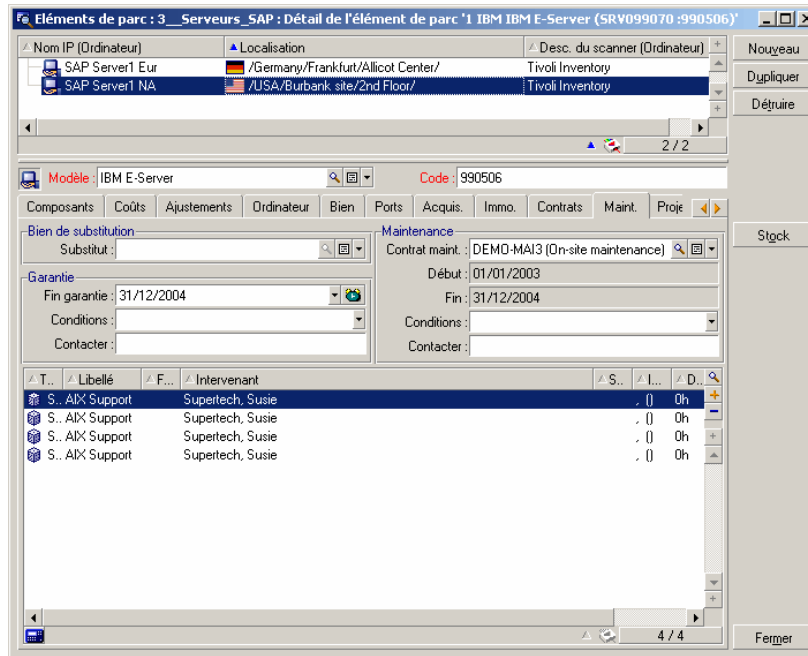 Eléments de parc : 3__Serveurs_SAP : Détail de l'élément de parc '1 IBM IBM E-Server (SRV099070 :990506)'
Nom IP (Ordinateur) Localisation Desc. du scanner (Ordinateur)
SAP Server1 Eur /Germany/Frankfurt/Allicot Center/ Tivoli Inventory
SAP Server1 NA /USA/Burbank site/2nd Floor/ Tivoli Inventory
2 / 2
Nouveau
Dupliquer
Détruire
Modèle : IBM E-Server Code : 990506
Composants Coûts Ajustements Ordinateur Bien Ports Acquis. Immo. Contrats Maint. Proje
Stock
Bien de substitution
Substitut :
Garantie
Fin garantie : 31/12/2004
Conditions :
Contacter :
Maintenance
Contrat maint. : DEMO-MAI3 (On-site maintenance)
Début : 01/01/2003
Fin : 31/12/2004
Conditions :
Contacter :
T... Libellé F... Intervenant S.. I... D..
S.. AIX Support Supertech, Susie , () 0h
S.. AIX Support Supertech, Susie , () 0h
S.. AIX Support Supertech, Susie , () 0h
S.. AIX Support Supertech, Susie , () 0h
4 / 4
Fermer